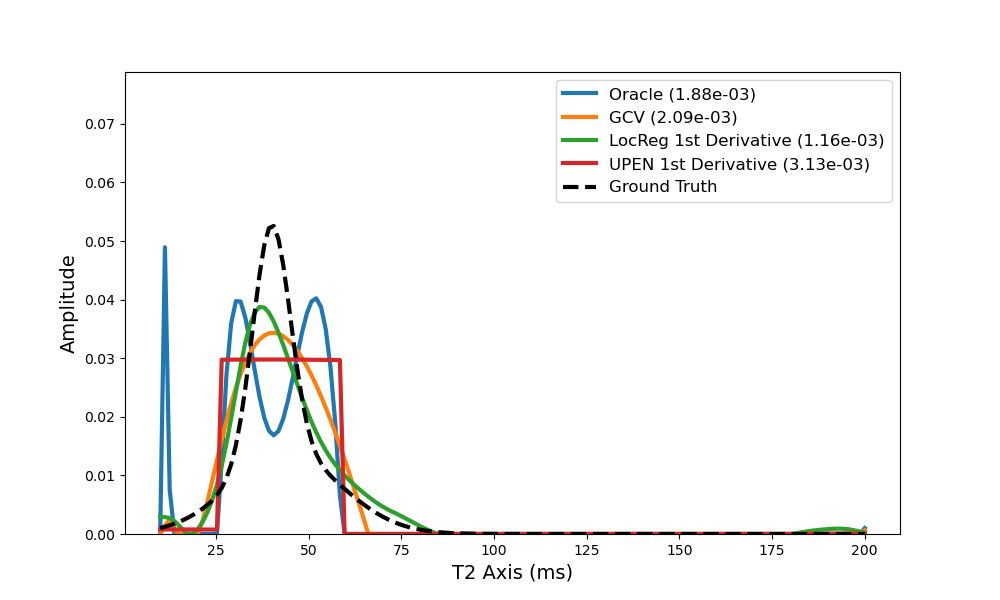 Oracle (1.88e-03)
GCV (2.09e-03)
LocReg 1st Derivative (1.16e-03)
UPEN 1st Derivative (3.13e-03)
Ground Truth
Amplitude
0.07
0.06
0.05
0.04
0.03
0.02
0.01
0.00
25 50 75 100 125 150 175 200
T2 Axis (ms)